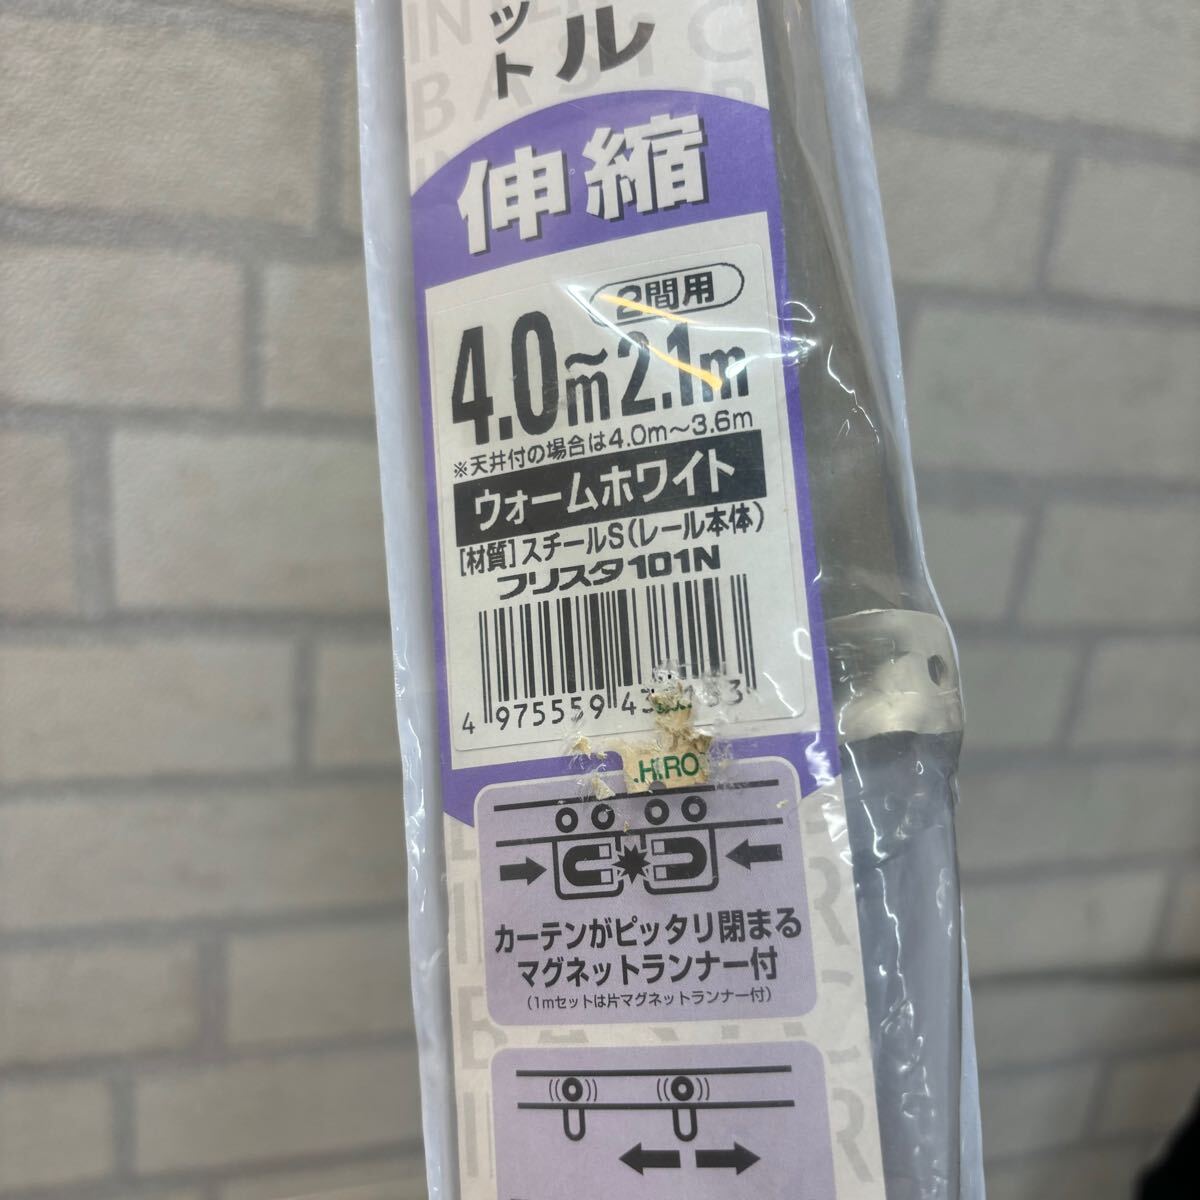 ット
ル
伸縮
2間用
4.0m～2.1m
※天井付の場合は4.0m～3.6m
ウォームホワイト
[材質]スチールS(レール本体)
フリスタ101N
4 975559
HIRO
カーテンがピッタリ閉まる
マグネットランナー付
(1mセットは片マグネットランナー付)